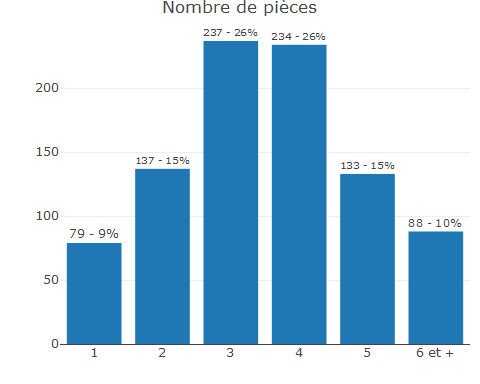 Nombre de pièces
237 - 26%
234 - 26%
200
137 - 15%
133 - 15%
150
79 - 9%
88 - 10%
100
50
0
1 2 3 4 5 6 et +